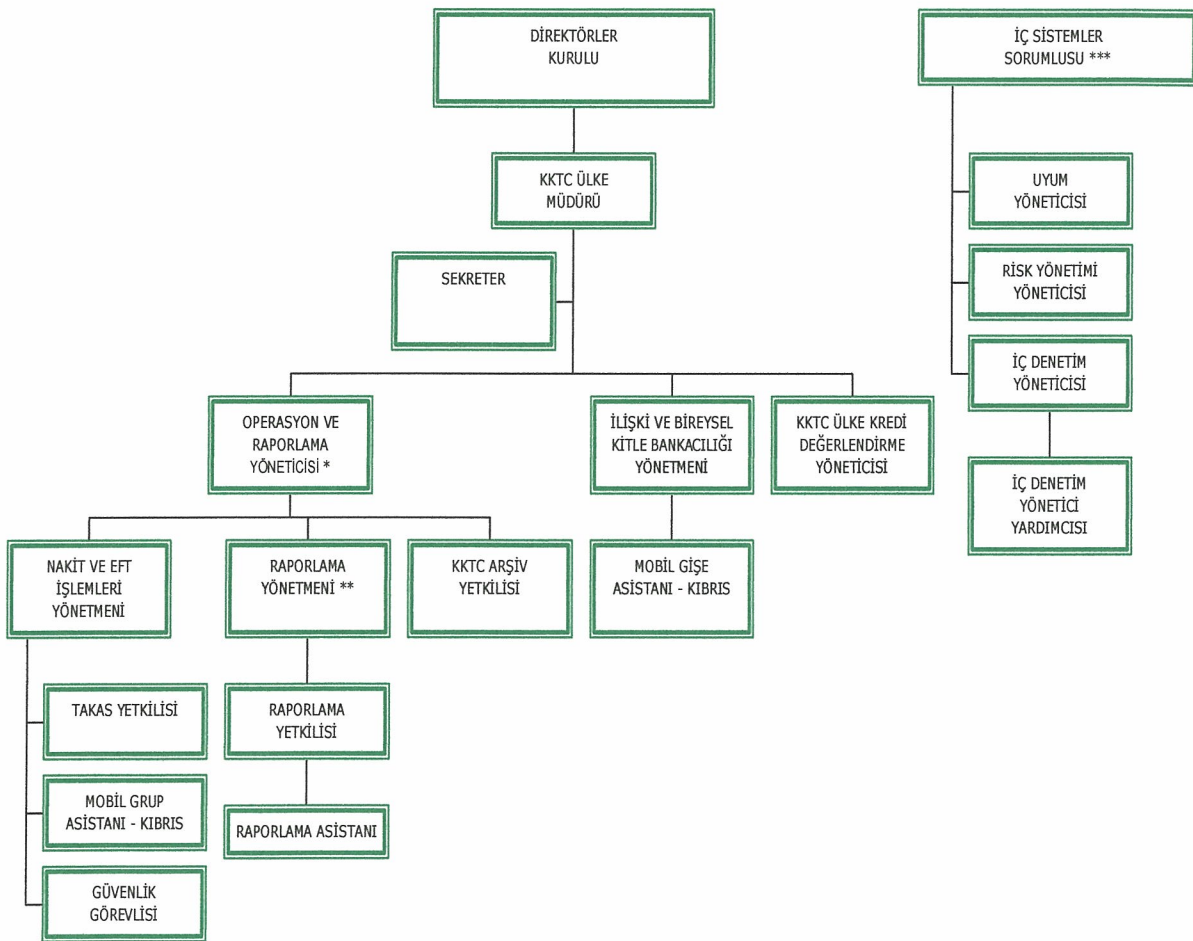 DİREKTÖRLER
KURULU
İÇ SİSTEMLER
SORUMLUSU ***
KKTC ÜLKE
MÜDÜRÜ
UYUM
YÖNETİCİSİ
SEKRETER
RİSK YÖNETİMİ
YÖNETİCİSİ
İÇ DENETİM
YÖNETİCİSİ
OPERASYON VE
RAPORLAMA
YÖNETİCİSİ *
İLİŞKİ VE BİREYSEL
KİTLE BANKACILIĞI
YÖNETMENİ
KKTC ÜLKE KREDİ
DEĞERLENDİRME
YÖNETİCİSİ
İÇ DENETİM
YÖNETİCİ
YARDIMCISI
NAKİT VE EFT
İŞLEMLERİ
YÖNETMENİ
RAPORLAMA
YÖNETMENİ **
KKTC ARŞİV
YETKİLİSİ
MOBİL GİŞE
ASİSTANI - KIBRIS
TAKAS YETKİLİSİ
RAPORLAMA
YETKİLİSİ
MOBİL GRUP
ASİSTANI - KIBRIS
RAPORLAMA ASİSTANI
GÜVENLİK
GÖREVLİSİ